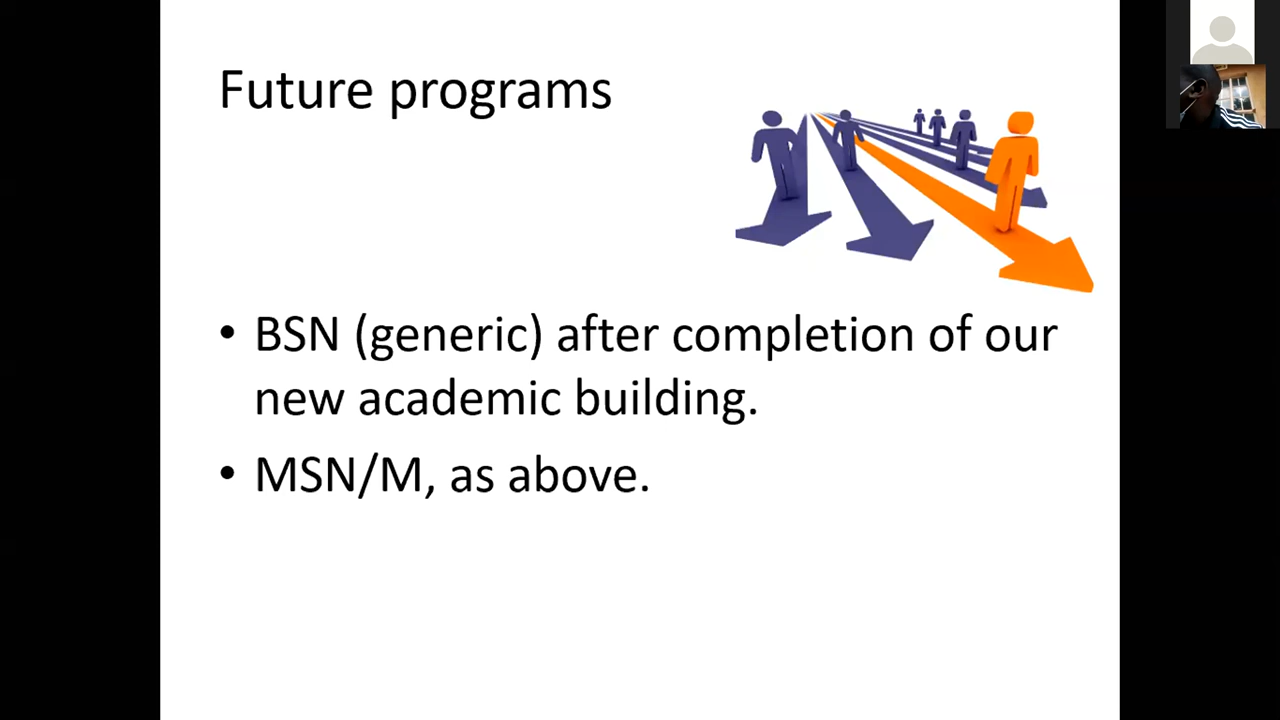 Future programs
• BSN (generic) after completion of our
new academic building.
• MSN/M, as above.